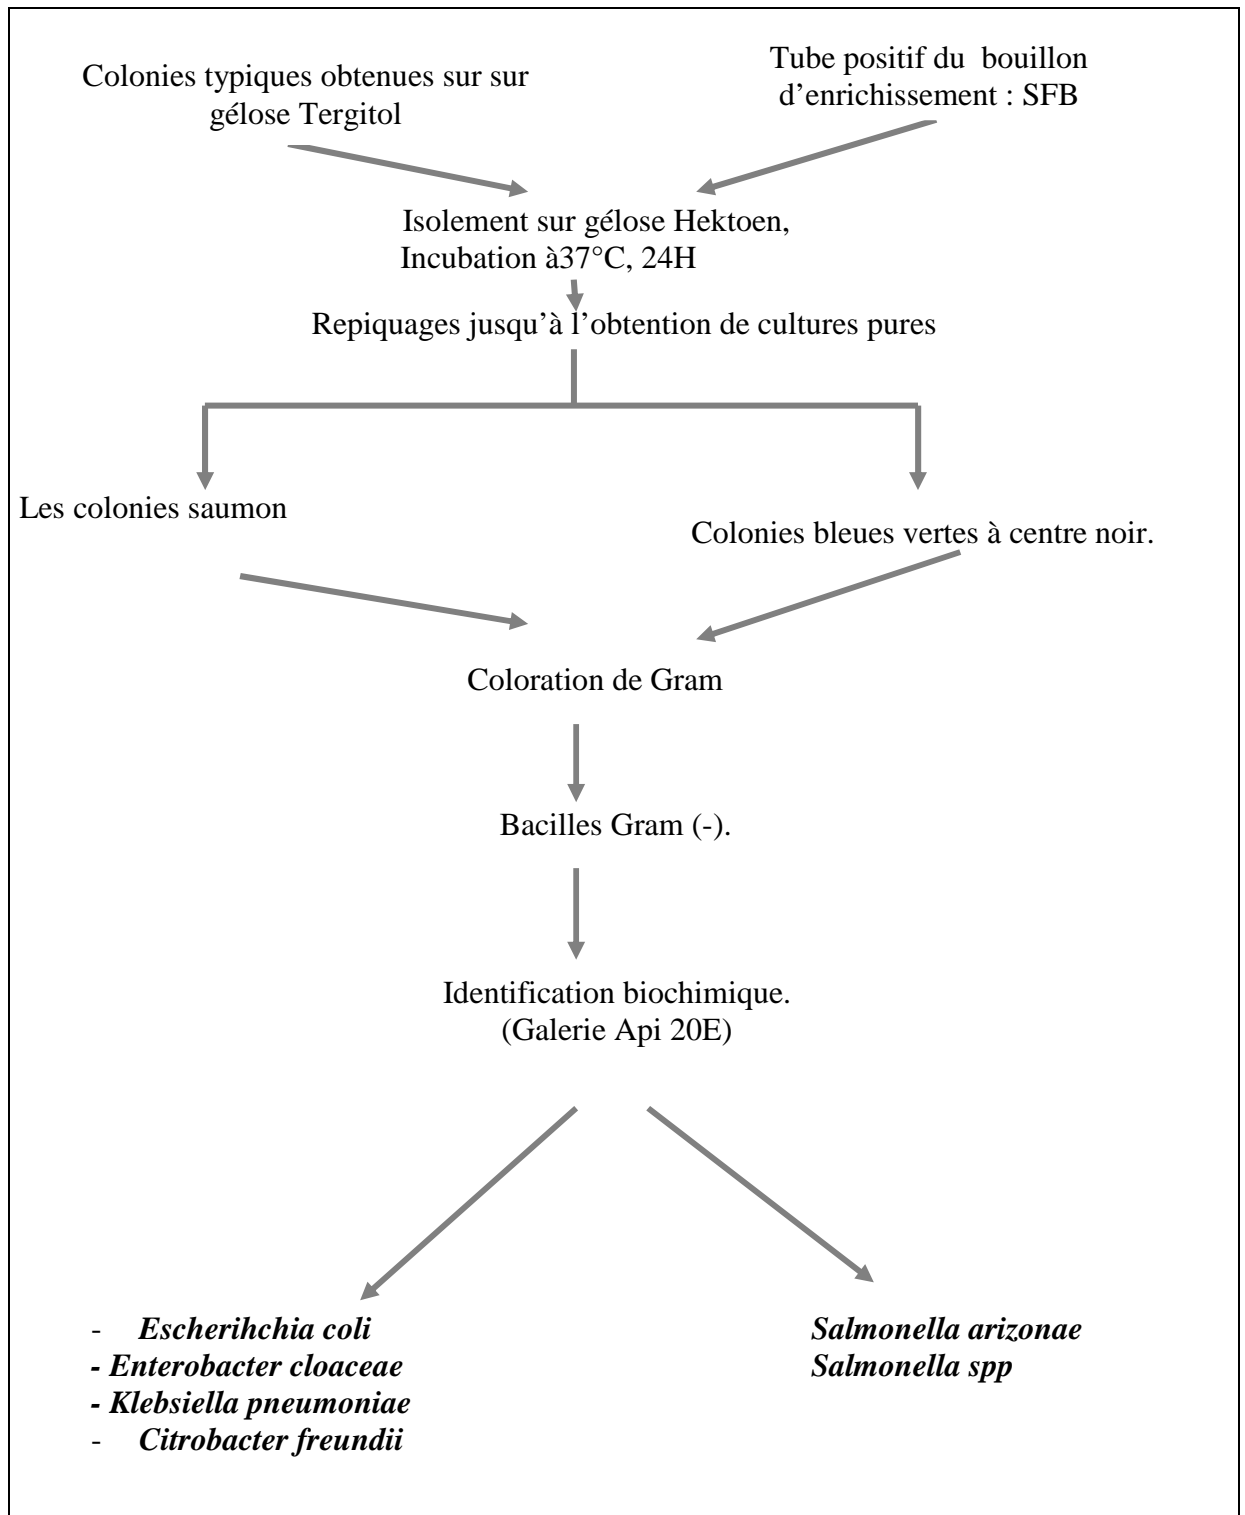 Colonies typiques obtenues sur sur
gélose Tergitol
Tube positif du bouillon
d’enrichissement : SFB
Isolement sur gélose Hektoen,
Incubation à37°C, 24H
Repiquages jusqu’à l’obtention de cultures pures
Les colonies saumon
Colonies bleues vertes à centre noir.
Coloration de Gram
Bacilles Gram (-).
Identification biochimique.
(Galerie Api 20E)
- Escherihchia coli
- Enterobacter cloaceae
- Klebsiella pneumoniae
- Citrobacter freundii
Salmonella arizonae
Salmonella spp